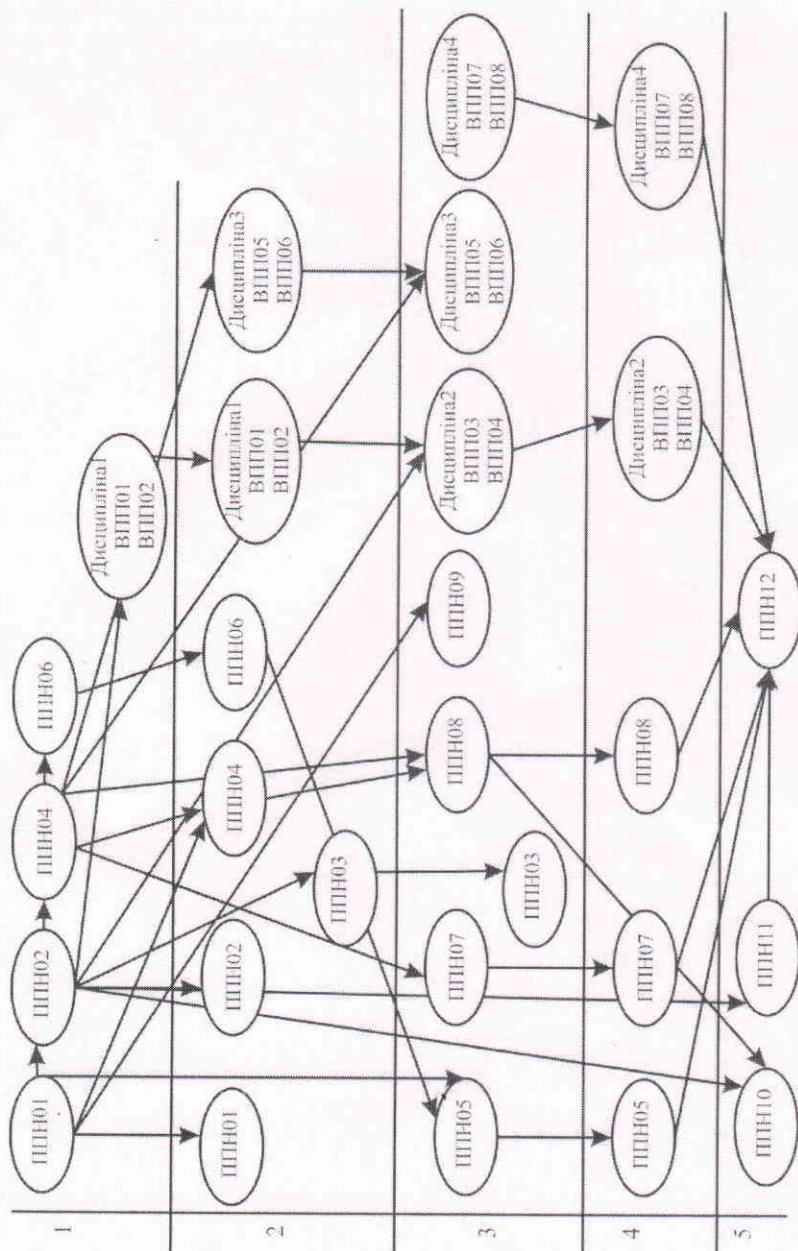 1
ППН01
ППН02
ППН04
ППН06
Дисципліна1
ВПП01
ВПП02
2
ППН01
ППН02
ППН03
ППН04
ППН06
Дисципліна1
ВПП01
ВПП02
Дисципліна3
ВПП05
ВПП06
3
ППН05
ППН07
ППН03
ППН08
ППН09
Дисципліна2
ВПП03
ВПП04
Дисципліна3
ВПП05
ВПП06
Дисципліна4
ВПП07
ВПП08
4
ППН05
ППН07
ППН08
Дисципліна2
ВПП03
ВПП04
Дисципліна4
ВПП07
ВПП08
5
ППН10
ППН11
ППН12